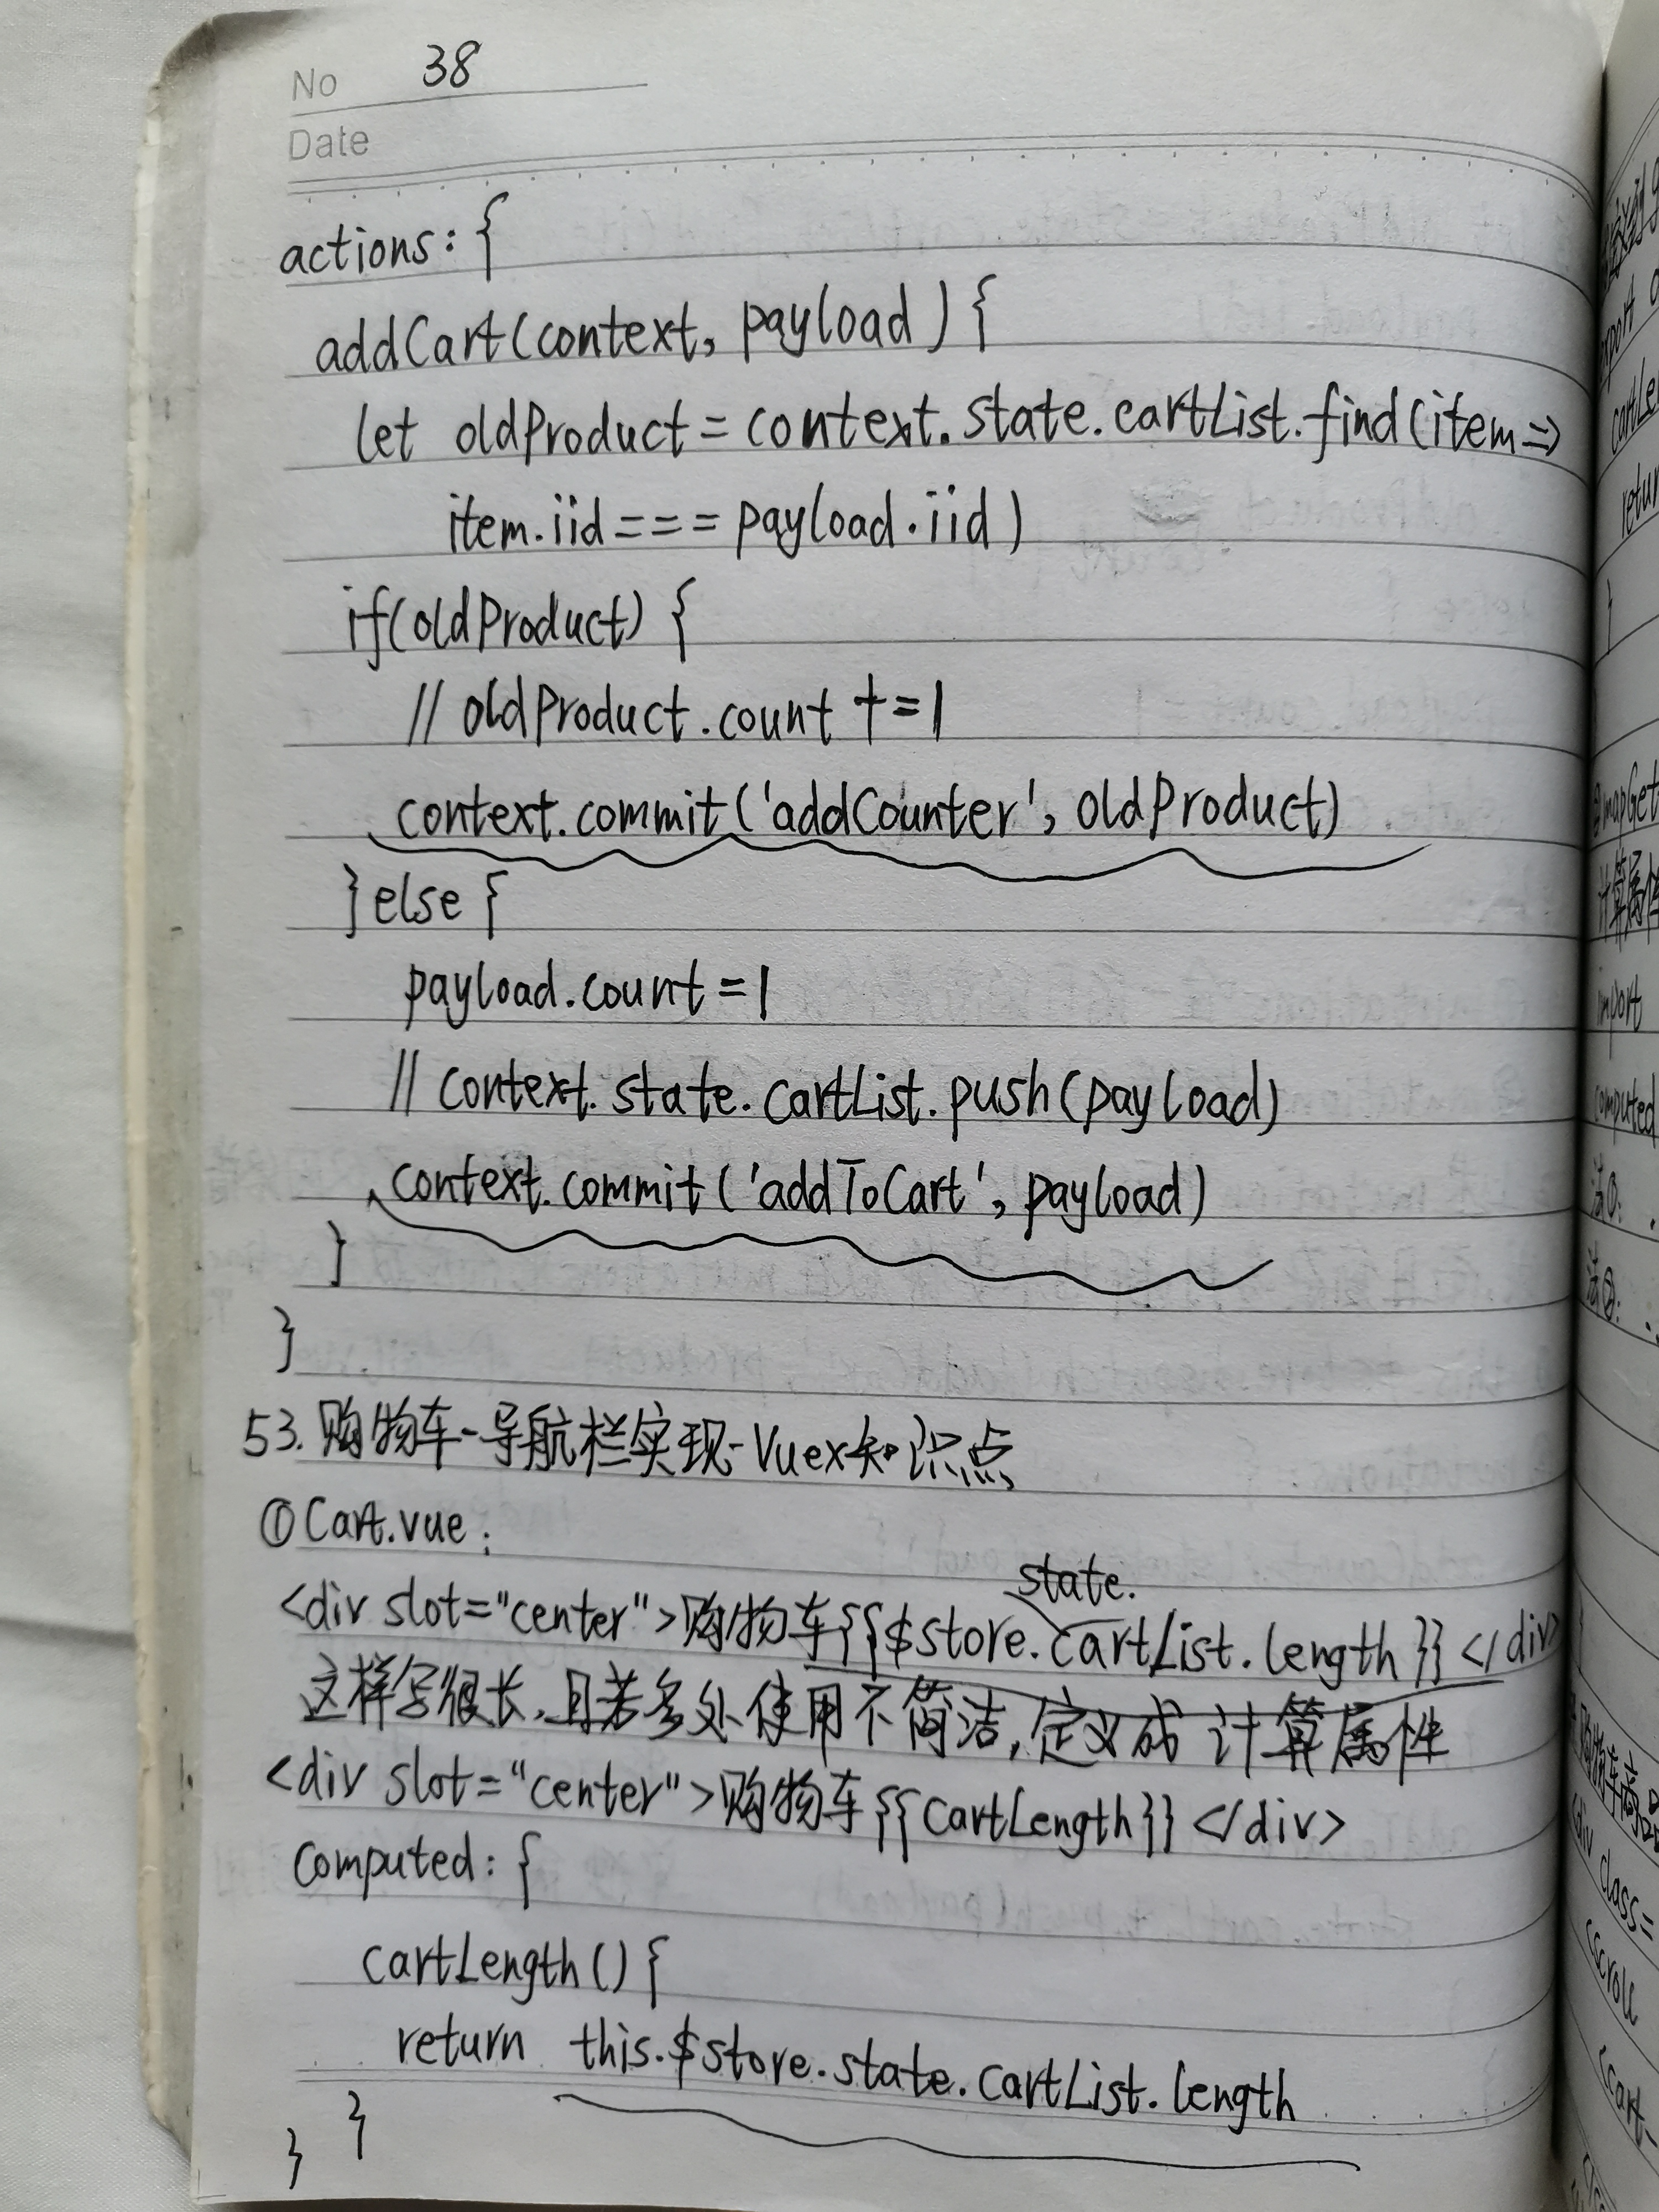 No 38
Date
actions: {
addCart(context, payload) {
let oldProduct = context.state.cartList.find(item =>
item.iid === payload.iid)
if(oldProduct) {
// oldProduct.count += 1
context.commit('addCounter', oldProduct)
} else {
payload.count = 1
// context.state.cartList.push(payload)
context.commit('addToCart', payload)
}
}
53. 购物车-导航栏实现-Vuex知识点
① Cart.vue:
<div slot="center">购物车{{$store.state.cartList.length}}</div>
这样写很长,且若多处使用不简洁,定义成 计算属性
<div slot="center">购物车{{cartLength}}</div>
computed: {
cartLength() {
return this.$store.state.cartList.length
}
}